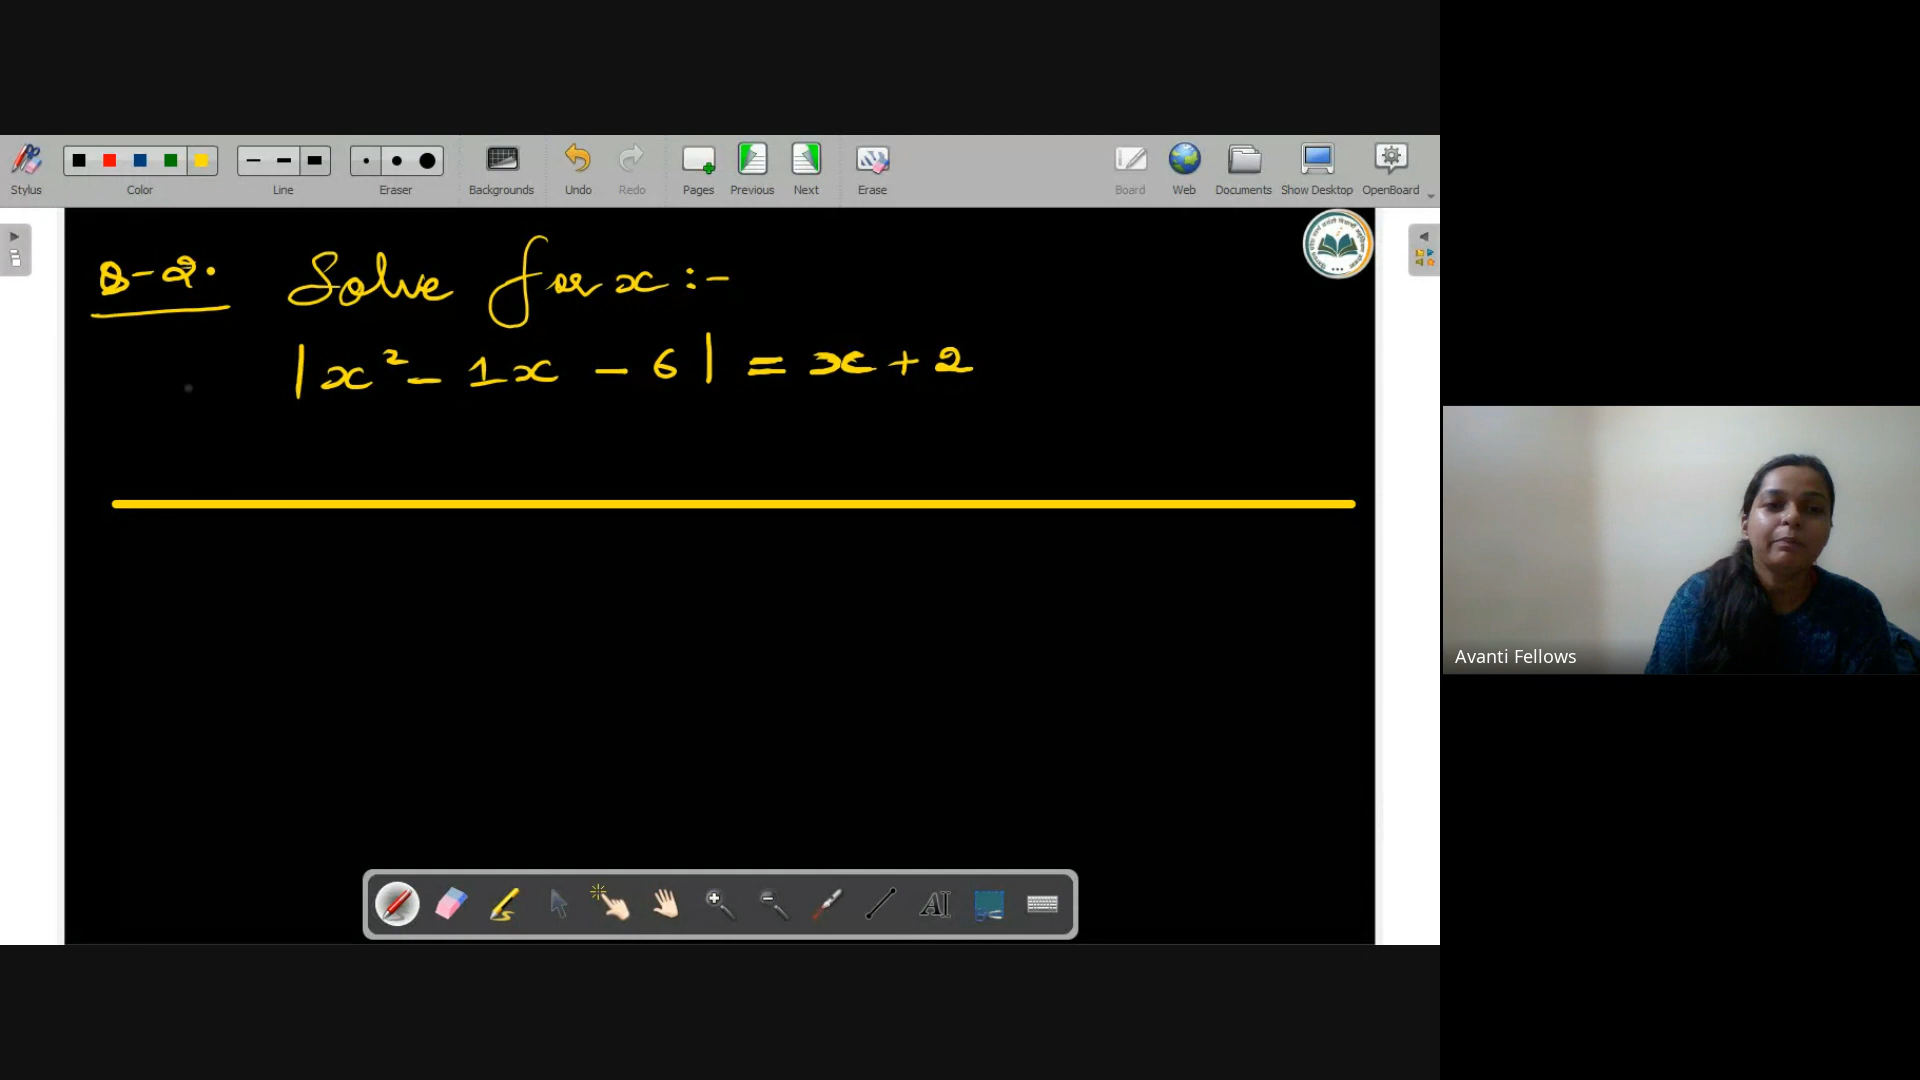 Stylus Color Line Eraser Backgrounds Undo Redo Pages Previous Next Erase Board Web Documents Show Desktop OpenBoard
Q-2. Solve for x :-
|x² - 1x - 6| = x + 2
Avanti Fellows
AI